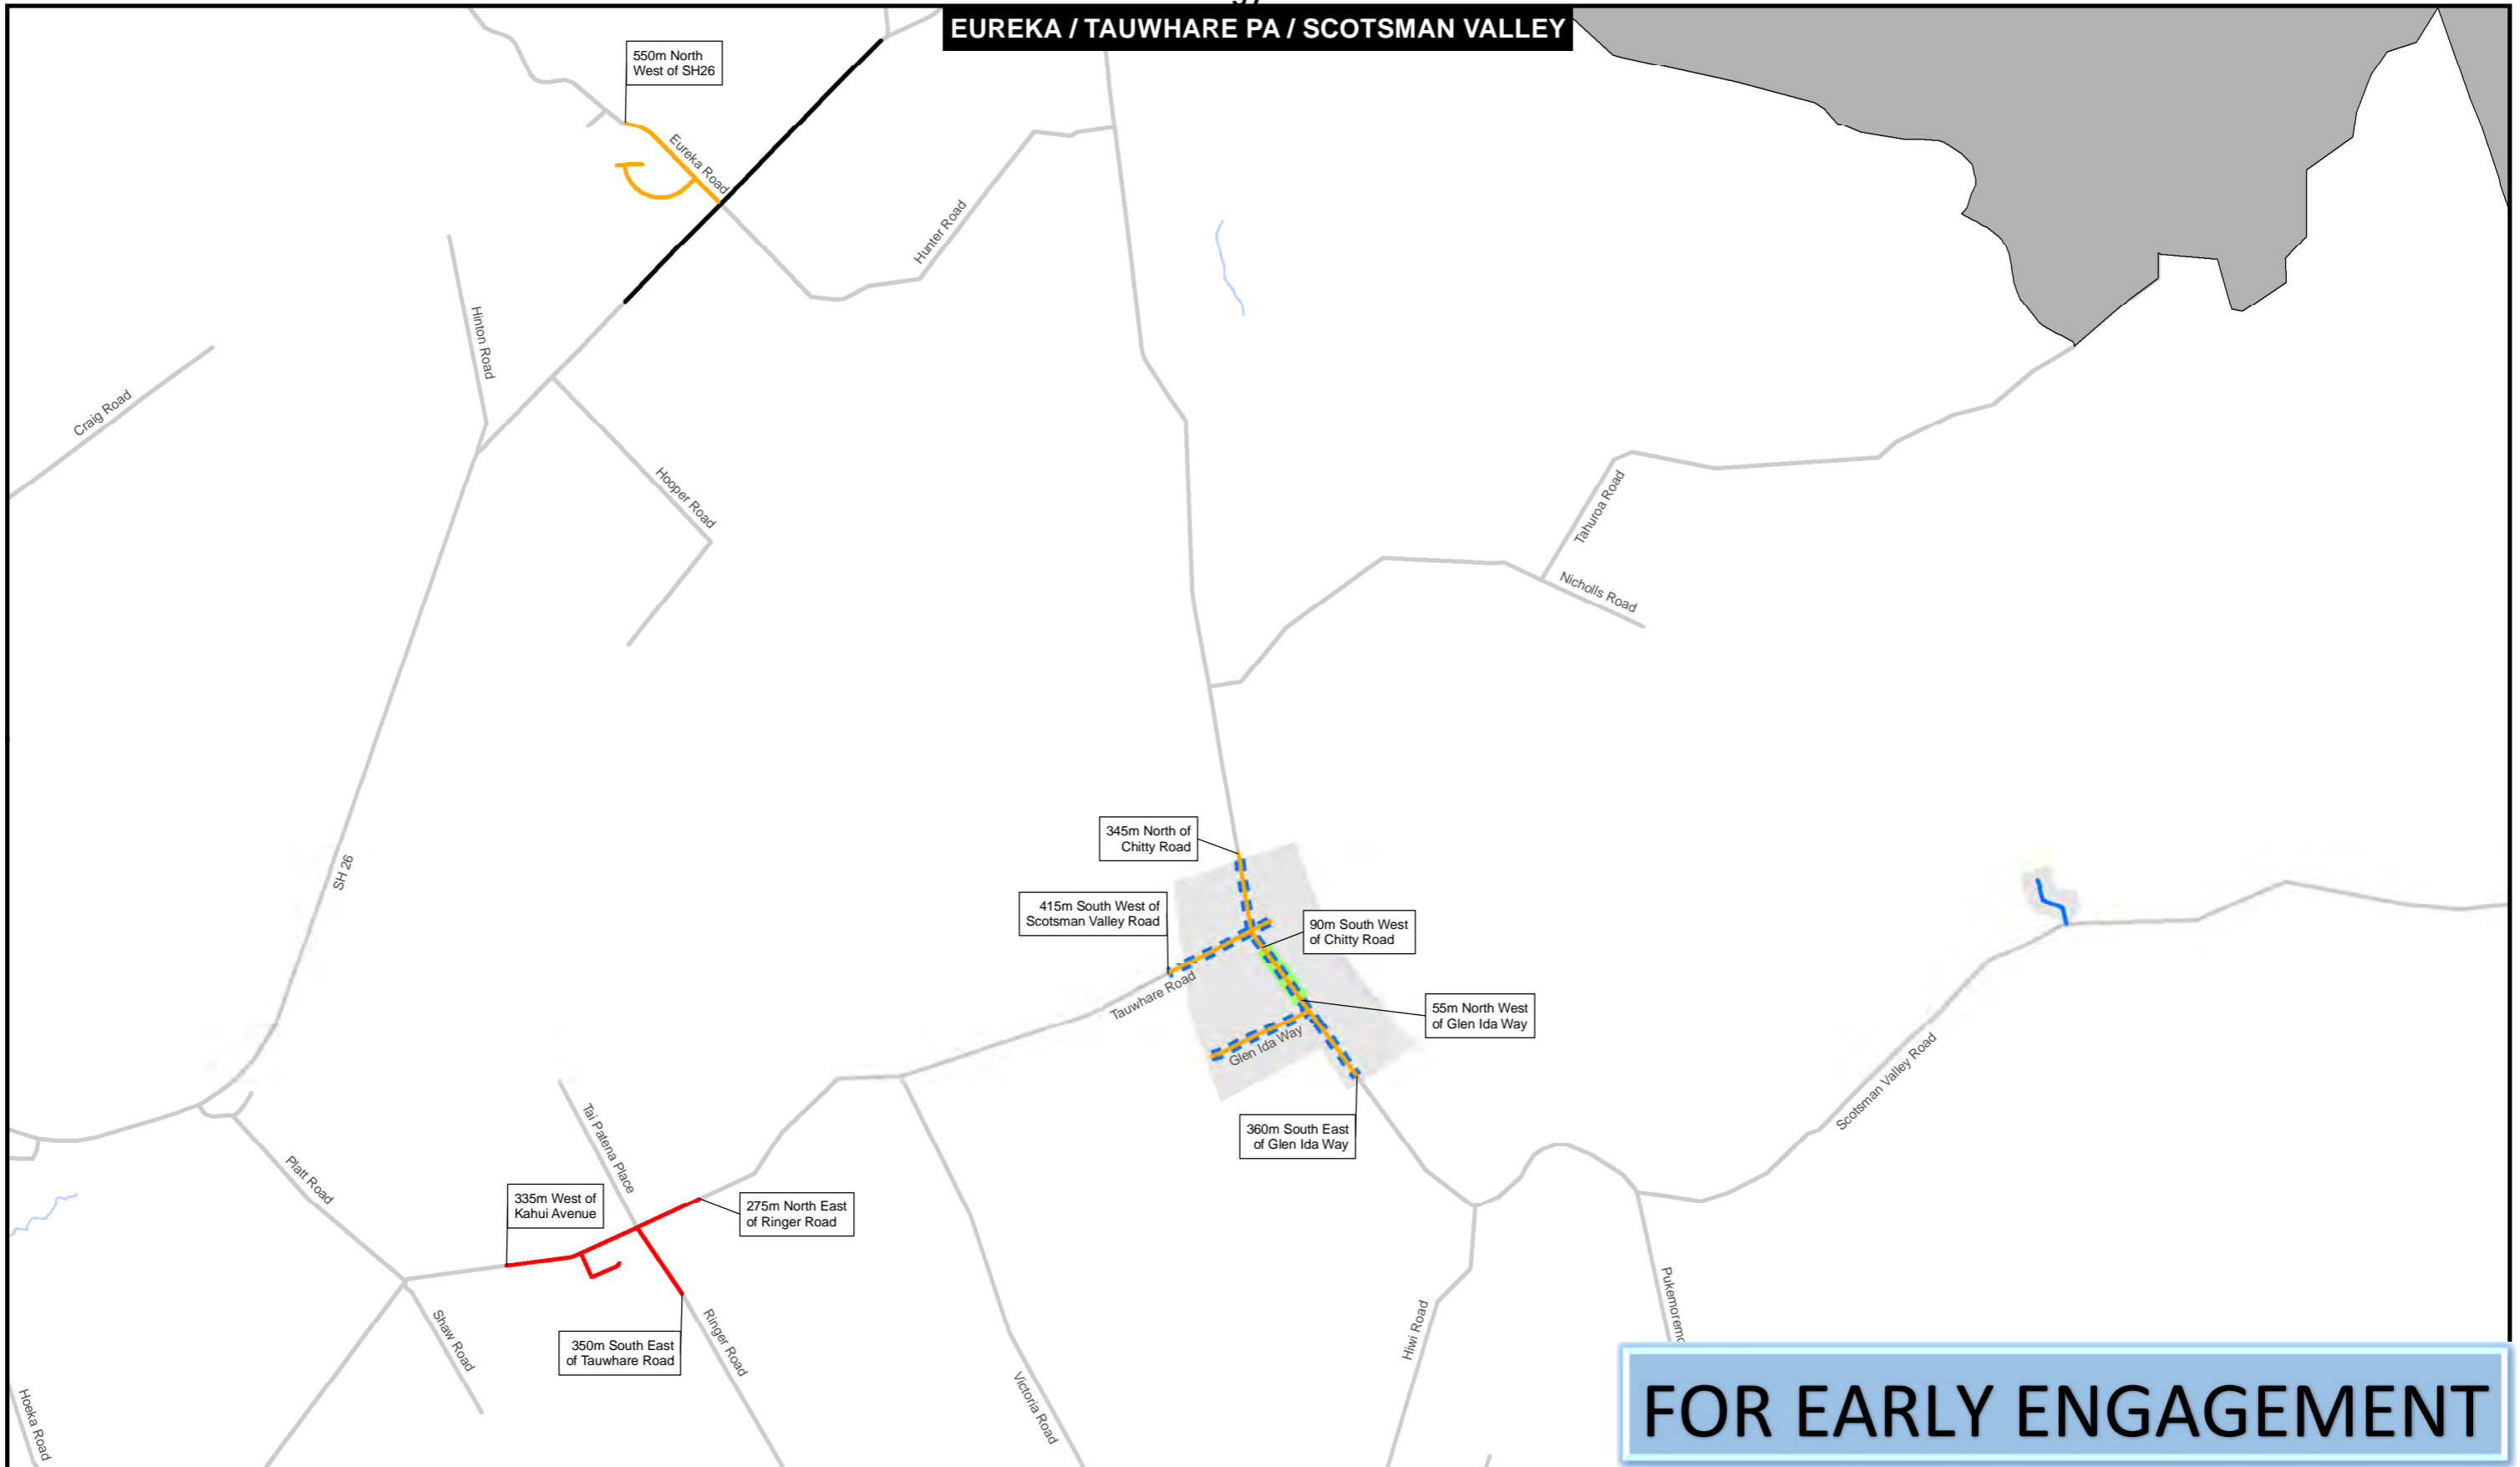 EUREKA / TAUWHARE PA / SCOTSMAN VALLEY
550m North
West of SH26
Eureka Road
Hunter Road
Hinton Road
Craig Road
Hooper Road
Tahuroa Road
Nicholls Road
SH 26
345m North of
Chitty Road
415m South West of
Scotsman Valley Road
90m South West
of Chitty Road
Tauwhare Road
55m North West
of Glen Ida Way
Glen Ida Way
Scotsman Valley Road
360m South East
of Glen Ida Way
Tai Patena Place
Platt Road
335m West of
Kahui Avenue
275m North East
of Ringer Road
350m South East
of Tauwhare Road
Shaw Road
Ringer Road
Victoria Road
Hiwi Road
Pukemoremo
Hoeka Road
FOR EARLY ENGAGEMENT